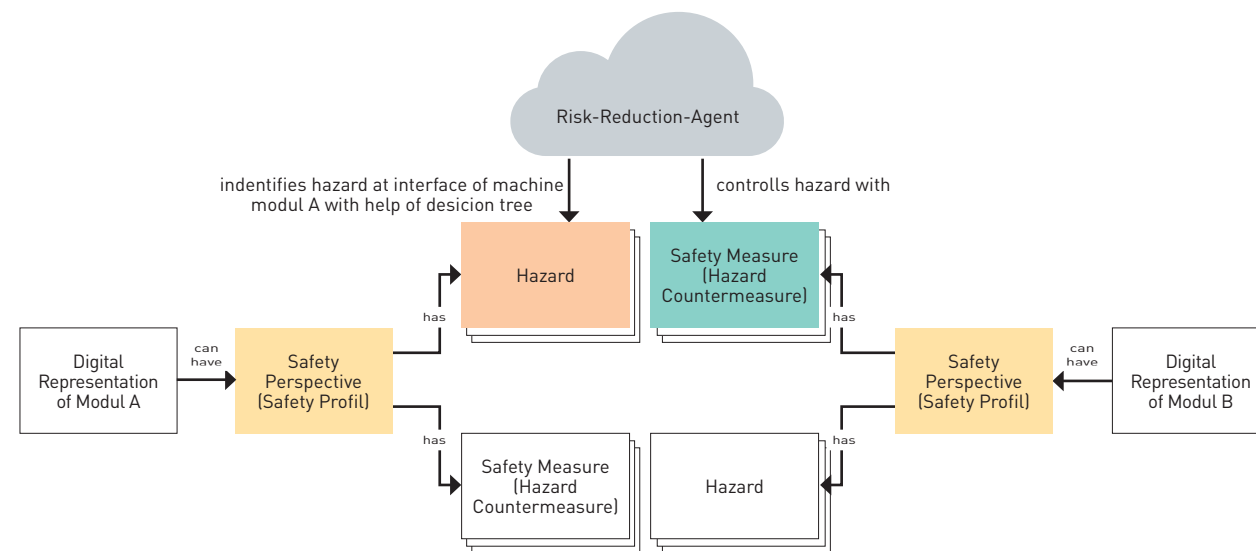 Risk-Reduction-Agent
indentifies hazard at interface of machine
modul A with help of desicion tree
controlls hazard with
Hazard
Safety Measure
(Hazard
Countermeasure)
has
has
Digital
Representation
of Modul A
can
have
Safety
Perspective
(Safety Profil)
Safety
Perspective
(Safety Profil)
can
have
Digital
Representation
of Modul B
has
has
Safety Measure
(Hazard
Countermeasure)
Hazard